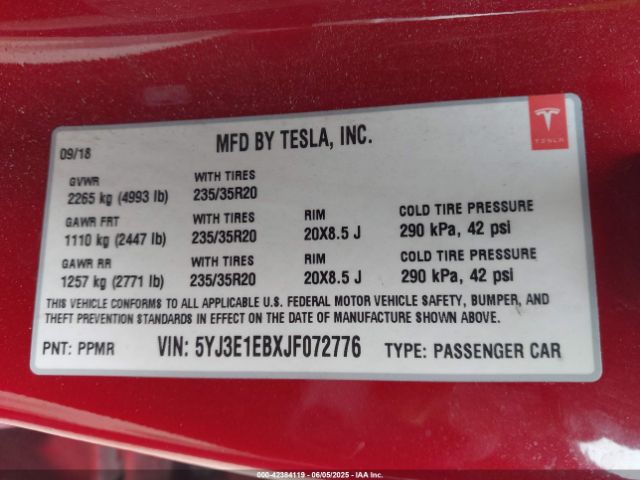 MFD BY TESLA, INC.
TESLA
09/18
GVWR WITH TIRES
2265 kg (4993 lb) 235/35R20
GAWR FRT WITH TIRES RIM COLD TIRE PRESSURE
1110 kg (2447 lb) 235/35R20 20X8.5 J 290 kPa, 42 psi
GAWR RR WITH TIRES RIM COLD TIRE PRESSURE
1257 kg (2771 lb) 235/35R20 20X8.5 J 290 kPa, 42 psi
THIS VEHICLE CONFORMS TO ALL APPLICABLE U.S. FEDERAL MOTOR VEHICLE SAFETY, BUMPER, AND
THEFT PREVENTION STANDARDS IN EFFECT ON THE DATE OF MANUFACTURE SHOWN ABOVE.
PNT: PPMR VIN: 5YJ3E1EBXJF072776 TYPE: PASSENGER CAR
000-42384119 - 06/05/2025 - IAA Inc.